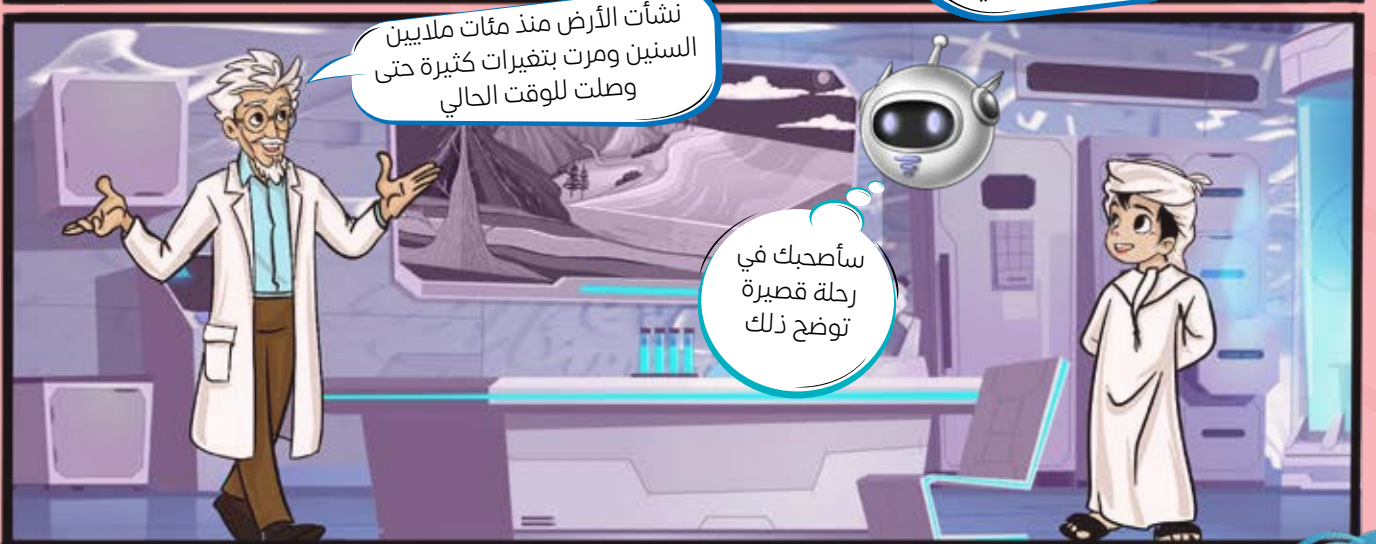 نشأت الأرض منذ مئات ملايين
السنين ومرت بتغيرات كثيرة حتى
وصلت للوقت الحالي
سأصحبك في
رحلة قصيرة
توضح ذلك